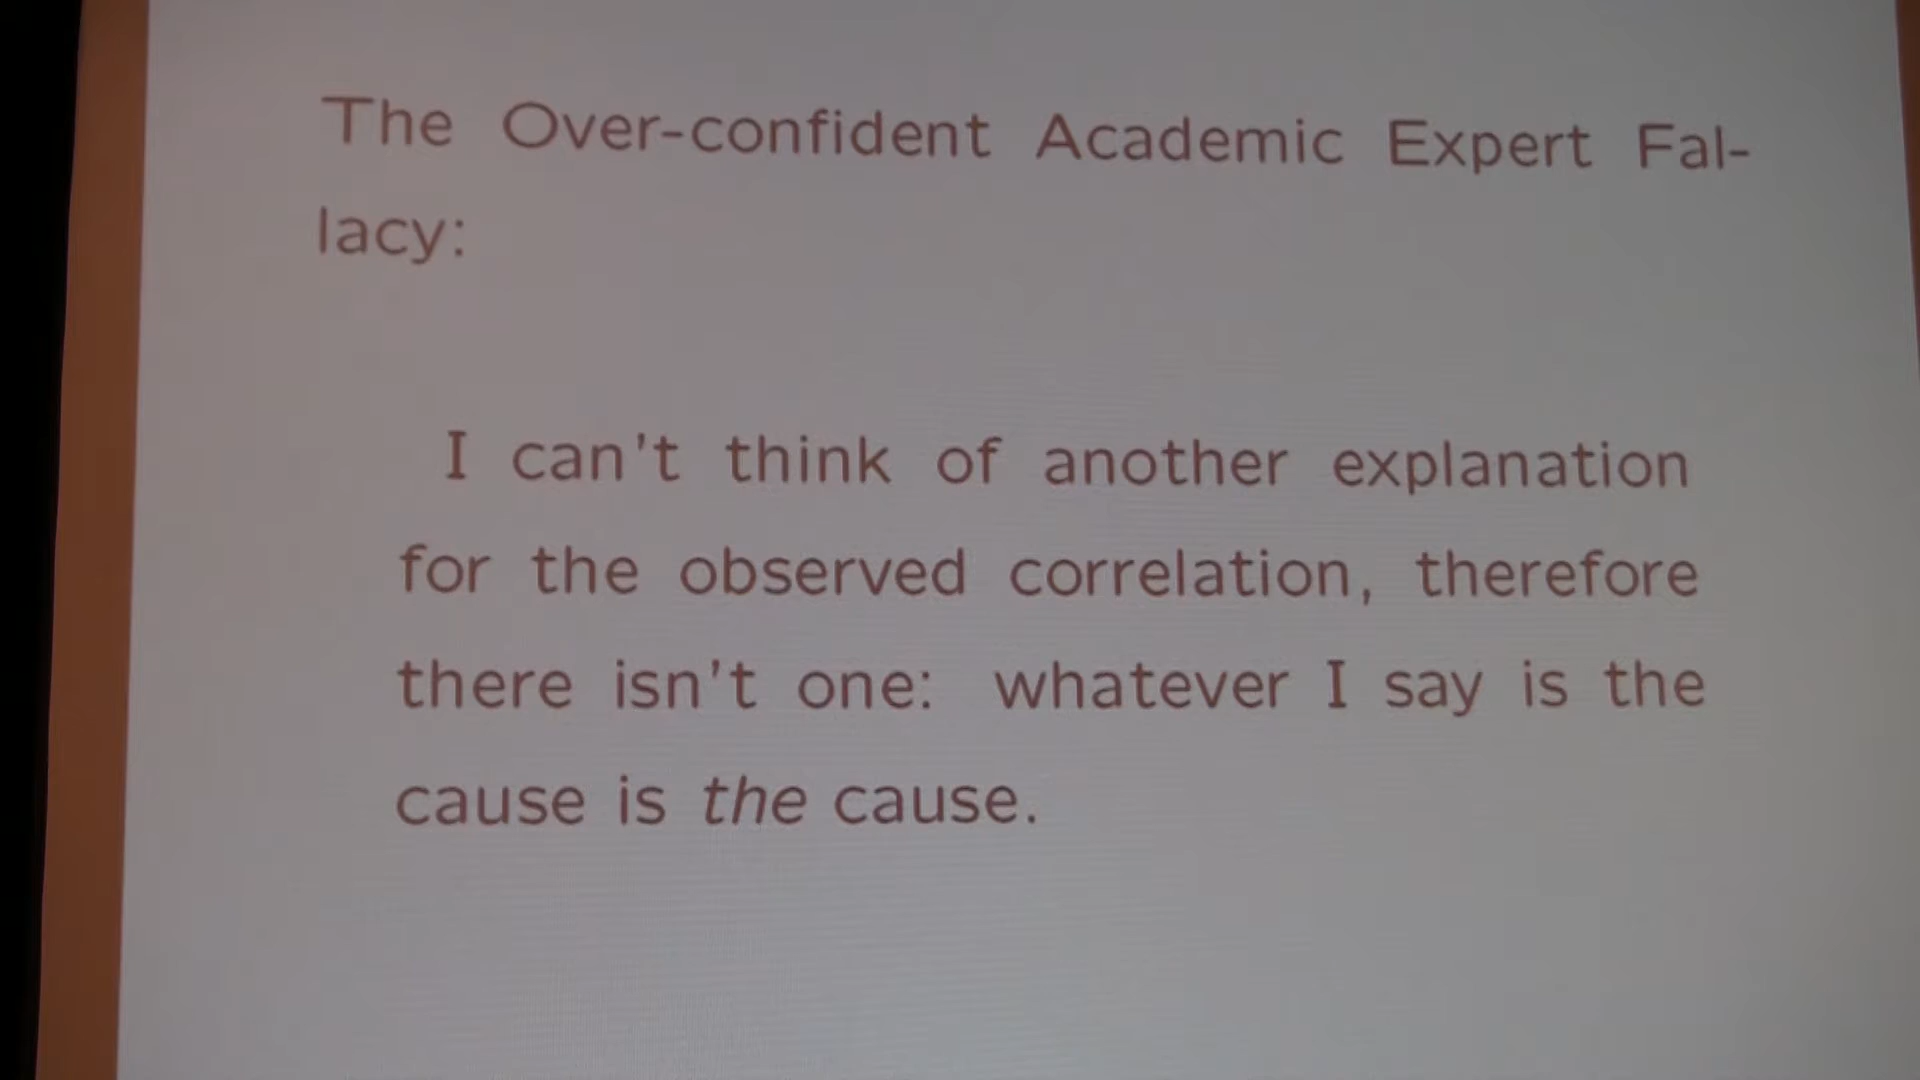 The Over-confident Academic Expert Fal-
lacy:
I can't think of another explanation
for the observed correlation, therefore
there isn't one: whatever I say is the
cause is the cause.